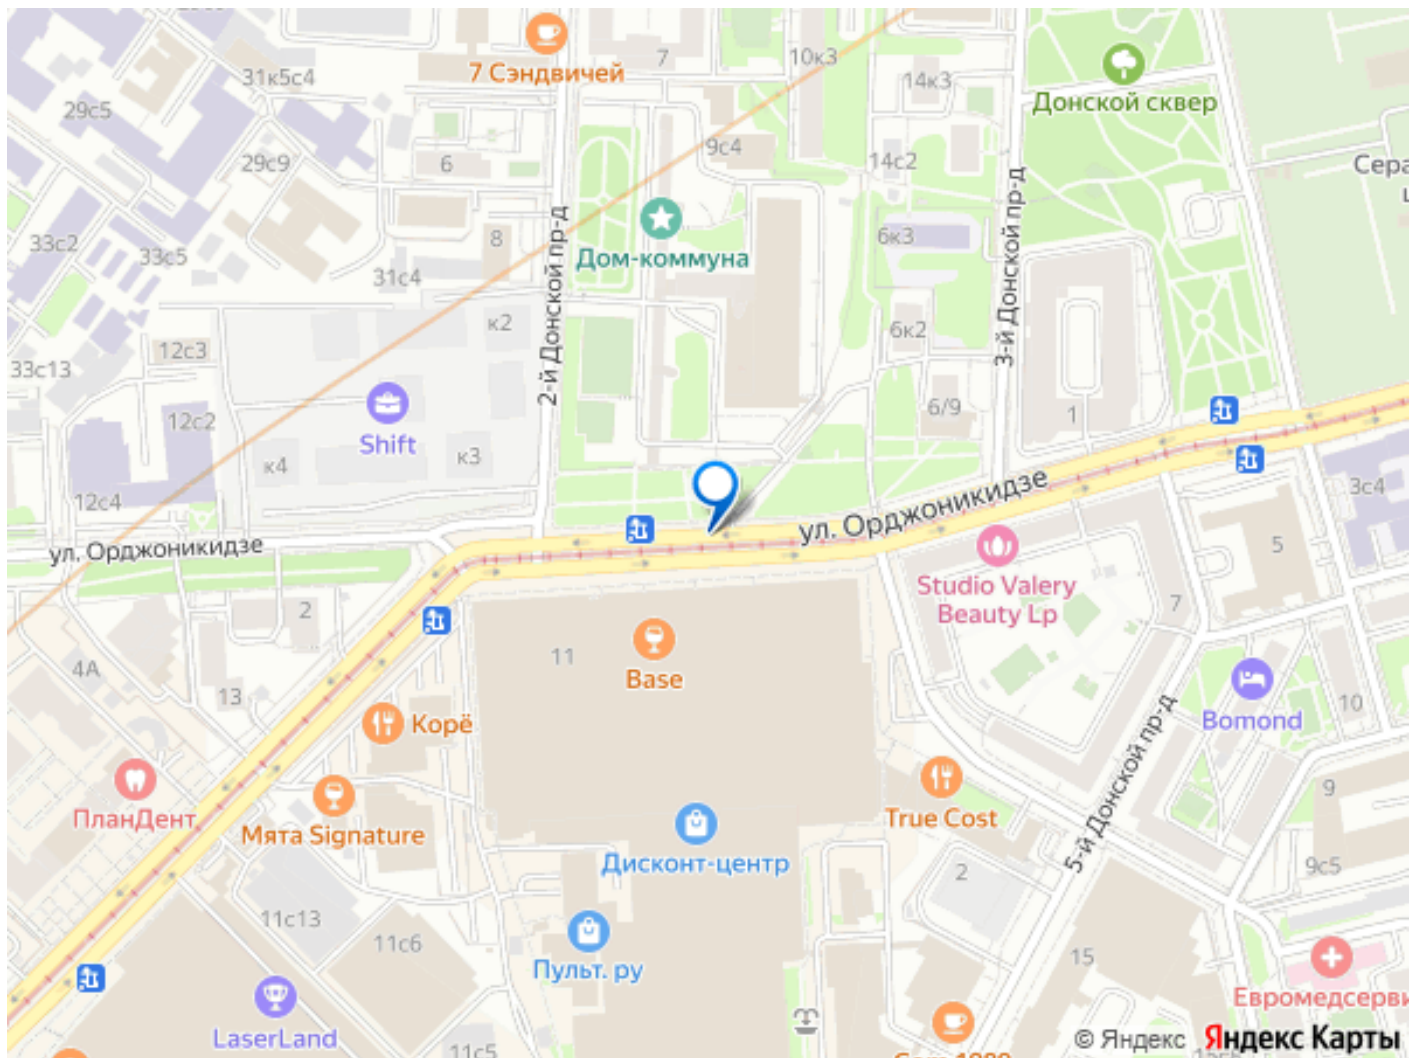 31к5с4
7 Сэндвичей
7
10к3
14к3
Донской сквер
29с5
29с9
6
9с4
14с2
33с2
33с5
8
31с4
2-й Донской пр-д
Дом-коммуна
6к3
3-й Донской пр-д
к2
6к2
12с3
33с13
12с2
Shift
к4
к3
6/9
1
12с4
3с4
ул. Орджоникидзе
ул. Орджоникидзе
Studio Valery
Beauty Lp
5
7
2
4А
13
11
Base
Корё
Bomond
10
5-й Донской пр-д
ПланДент
Мята Signature
True Cost
Дисконт-центр
9
2
9с5
11с13
11с6
Пульт. ру
15
LaserLand
Евромедсерви
11с5
© Яндекс Яндекс Карты